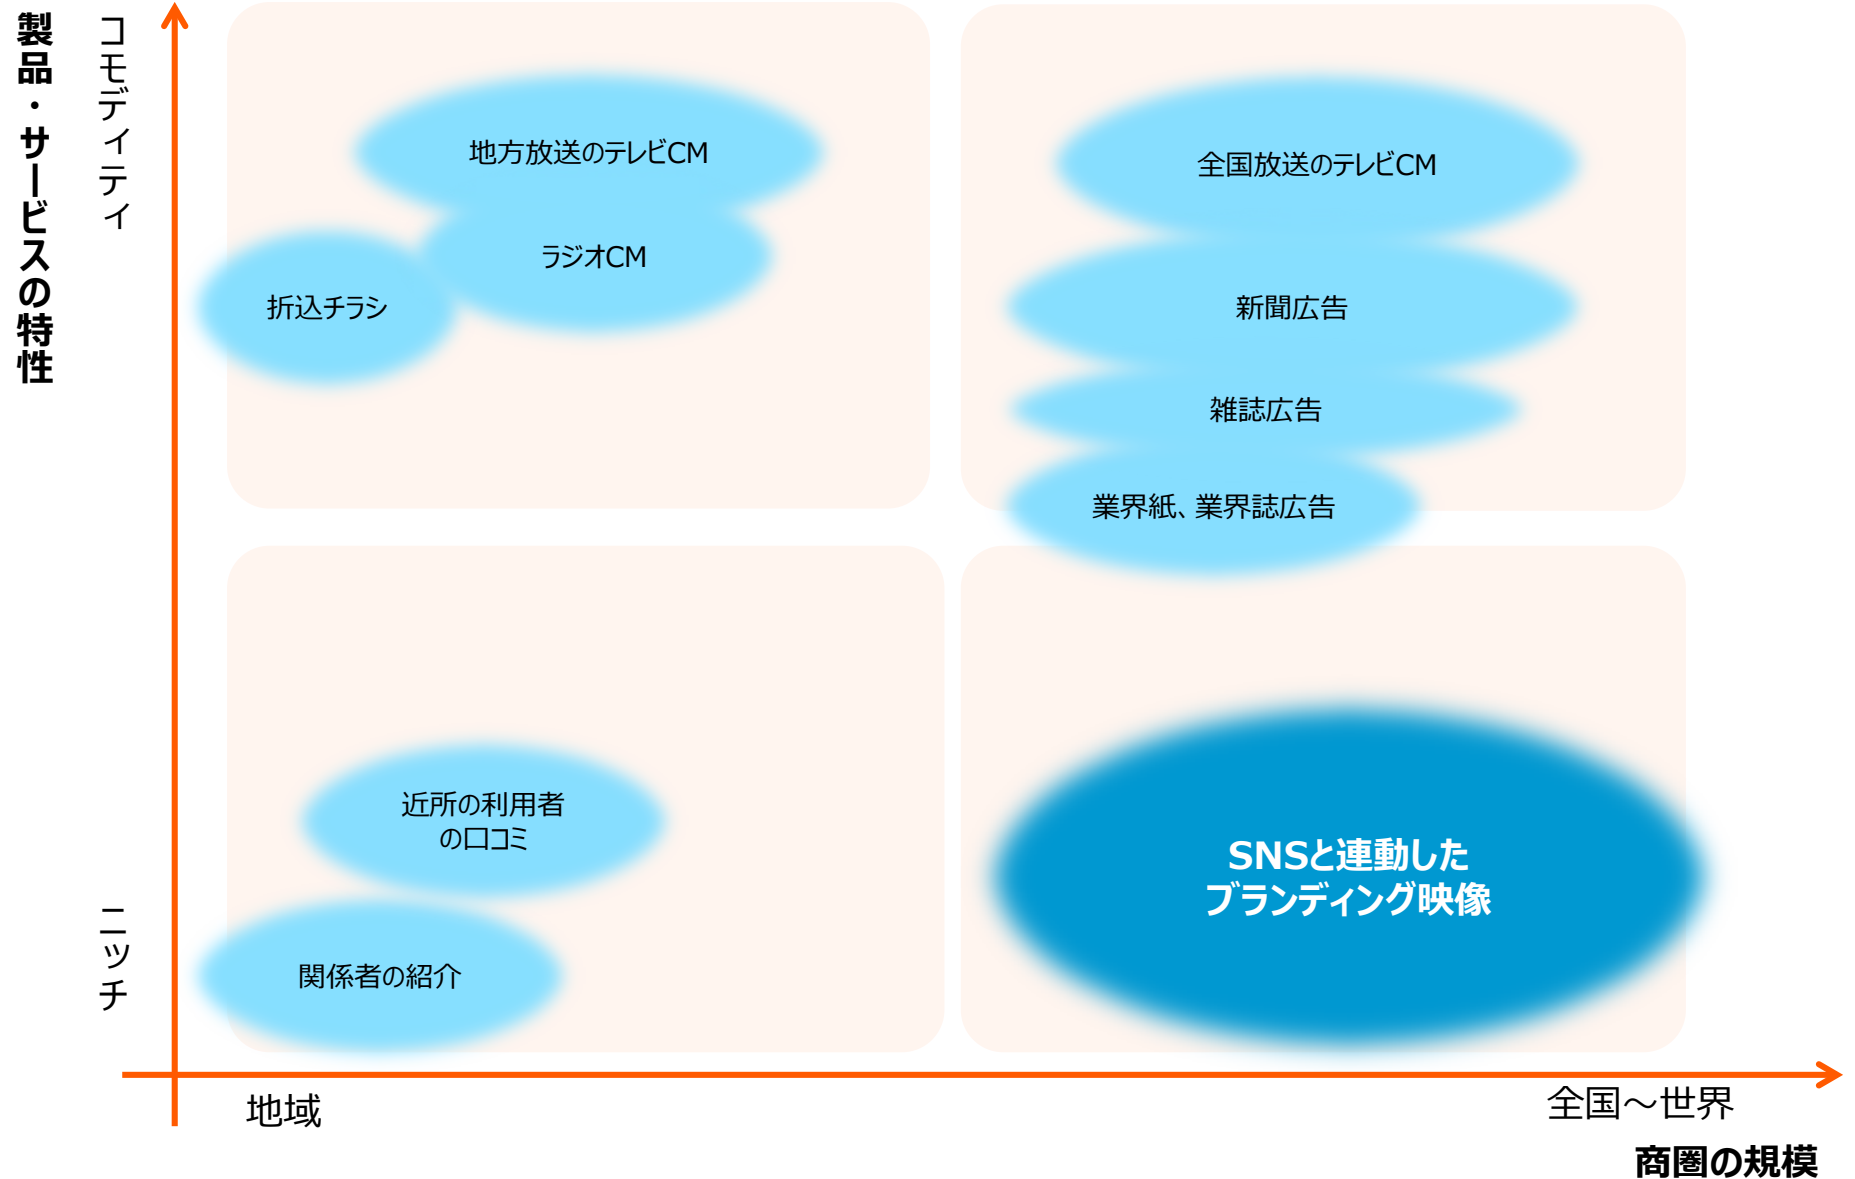 製品・サービスの特性
コモディティ
地方放送のテレビCM
ラジオCM
折込チラシ
全国放送のテレビCM
新聞広告
雑誌広告
業界紙、業界誌広告
近所の利用者
の口コミ
関係者の紹介
SNSと連動した
ブランディング映像
ニッチ
地域
全国～世界
商圏の規模